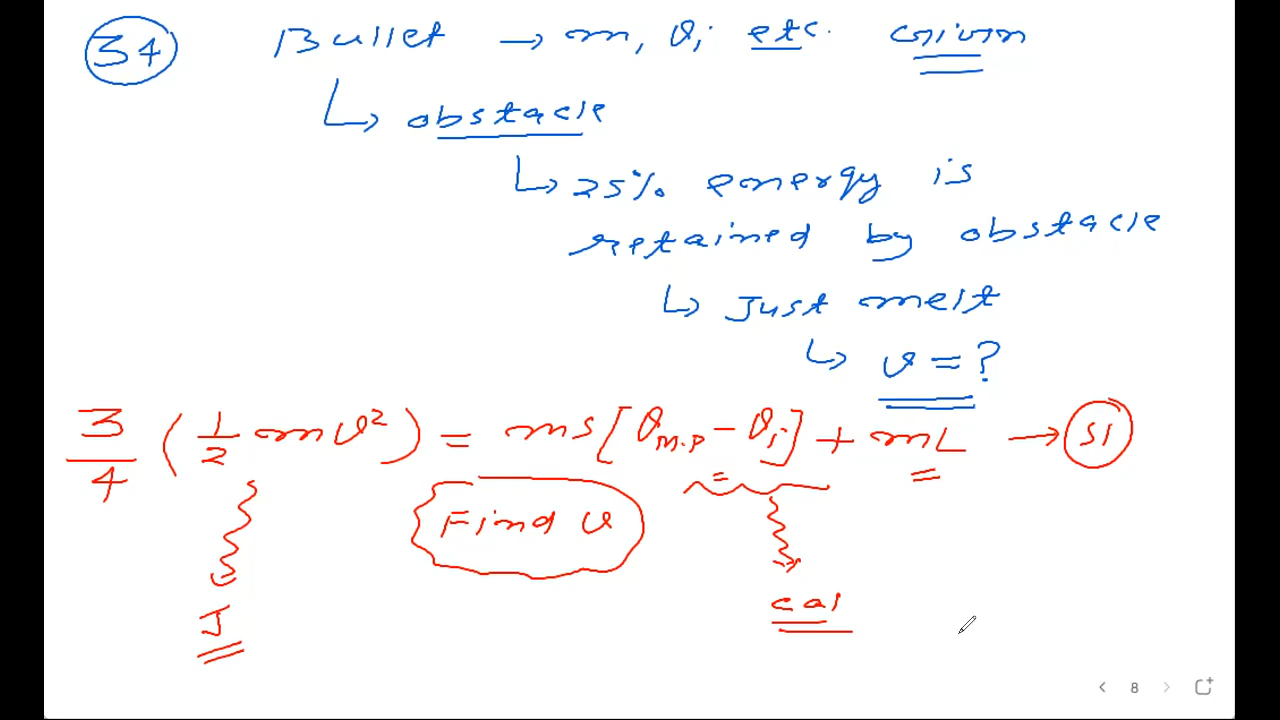 34 Bullet → m, θi etc. Given
↳ obstacle
↳ 25% energy is
retained by obstacle
↳ Just melt
↳ v = ?
3/4 (1/2 mv²) = ms[θm.p - θi] + mL → SI
Find v
J
cal
8